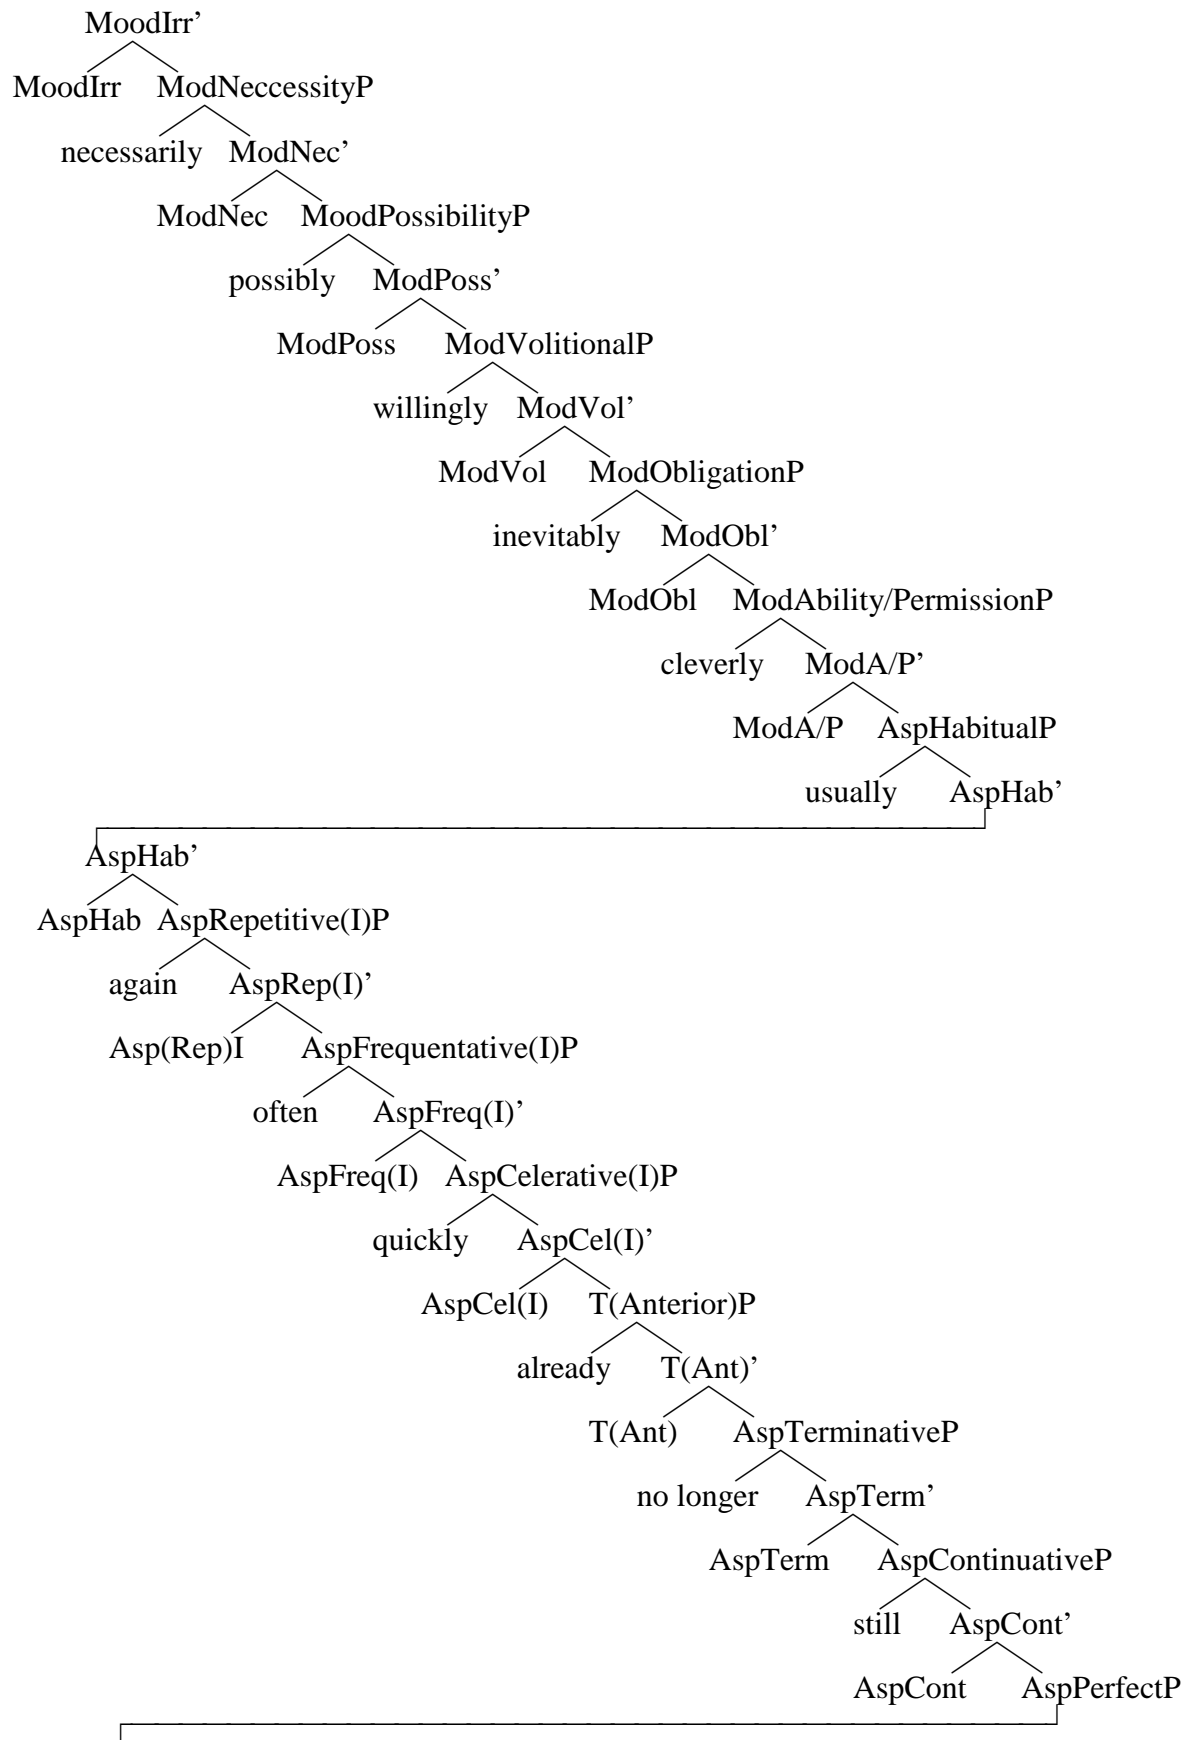 MoodIrr’
MoodIrr ModNeccessityP
necessarily ModNec’
ModNec MoodPossibilityP
possibly ModPoss’
ModPoss ModVolitionalP
willingly ModVol’
ModVol ModObligationP
inevitably ModObl’
ModObl ModAbility/PermissionP
cleverly ModA/P’
ModA/P AspHabitualP
usually AspHab’
AspHab’
AspHab AspRepetitive(I)P
again AspRep(I)’
Asp(Rep)I AspFrequentative(I)P
often AspFreq(I)’
AspFreq(I) AspCelerative(I)P
quickly AspCel(I)’
AspCel(I) T(Anterior)P
already T(Ant)’
T(Ant) AspTerminativeP
no longer AspTerm’
AspTerm AspContinuativeP
still AspCont’
AspCont AspPerfectP